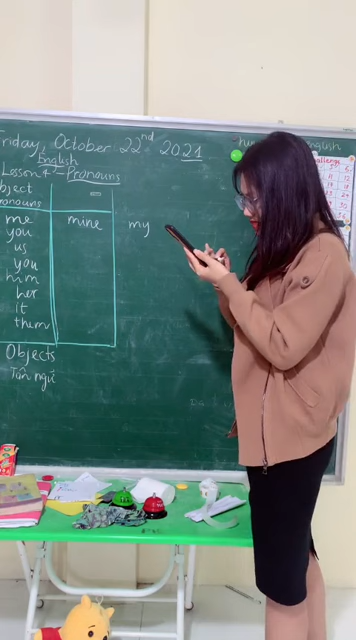 Friday, October 22nd 2021
English
Lesson 4 - Pronouns
object
Pronouns
me mine my
you
us
you
him
her
it
them
Objects
Tân ngữ